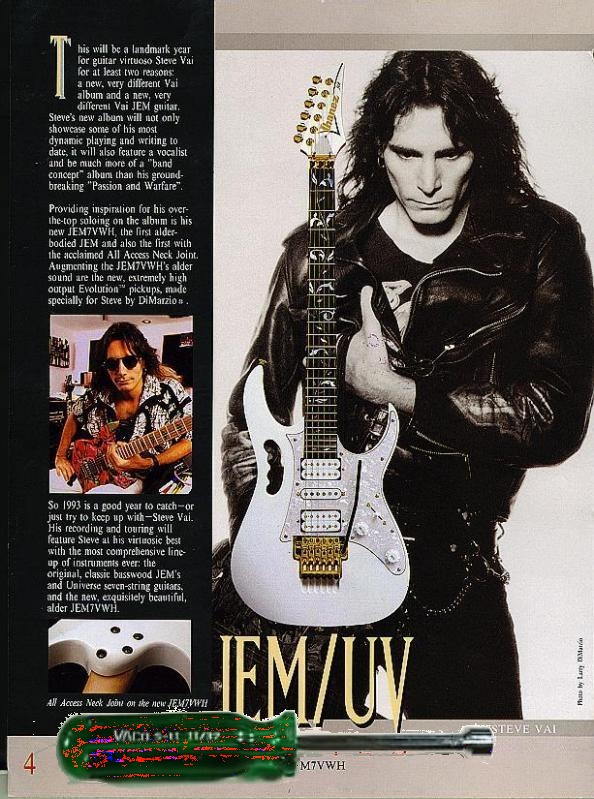 This will be a landmark year
for guitar virtuoso Steve Vai
for at least two reasons:
a new, very different Vai
album and a new, very
different Vai JEM guitar.
Steve's new album will not only
showcase some of his most
dynamic playing and writing to
date, it will also feature a vocalist
and be much more of a "band
concept" album than his ground-
breaking "Passion and Warfare".
Providing inspiration for his over-
the-top soloing on the album is his
new JEM7VWH, the first alder-
bodied JEM and also the first with
the acclaimed All Access Neck Joint.
Augmenting the JEM7VWH's alder
sound are the new, extremely high
output Evolution™ pickups, made
specially for Steve by DiMarzio®.
So 1993 is a good year to catch—or
just try to keep up with—Steve Vai.
His recording and touring will
feature Steve at his virtuosic best
with the most comprehensive line-
up of instruments ever: the
original, classic basswood JEM's
and Universe seven-string guitars,
and the new, exquisitely beautiful,
alder JEM7VWH.
All Access Neck Joint on the new JEM7VWH
Ibanez
JEM/UV
Photo by Larry DiMarzio
STEVE VAI
4
M7VWH